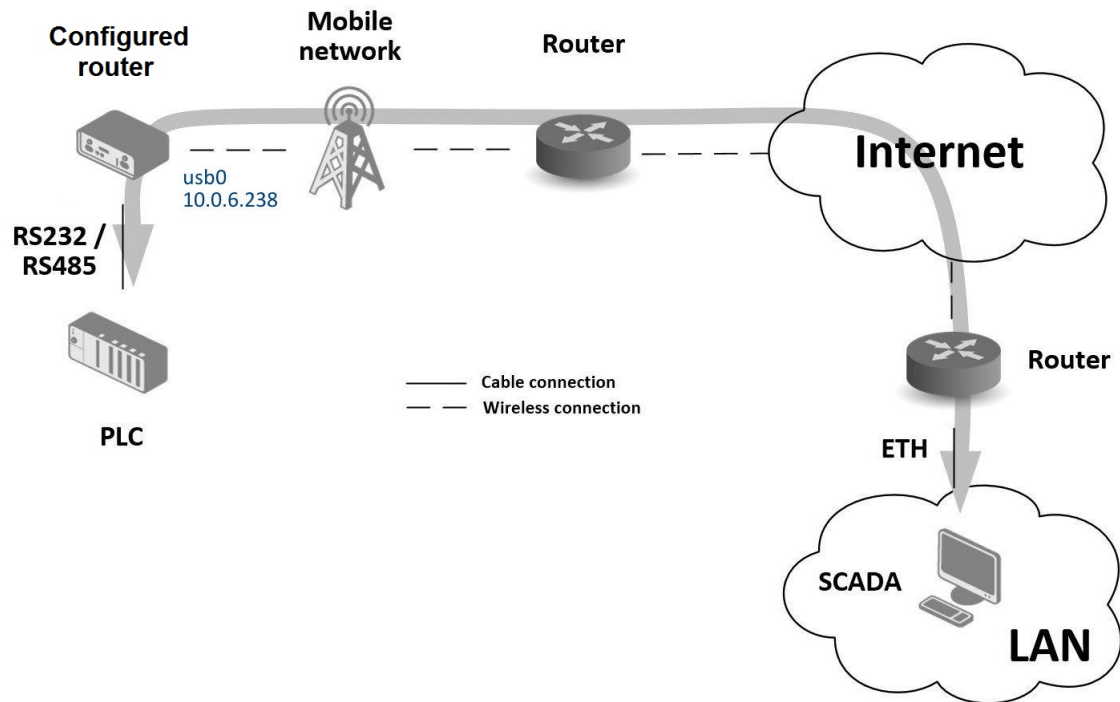 Configured
router
Mobile
network
Router
Internet
usb0
10.0.6.238
RS232 /
RS485
Router
Cable connection
Wireless connection
PLC
ETH
SCADA
LAN